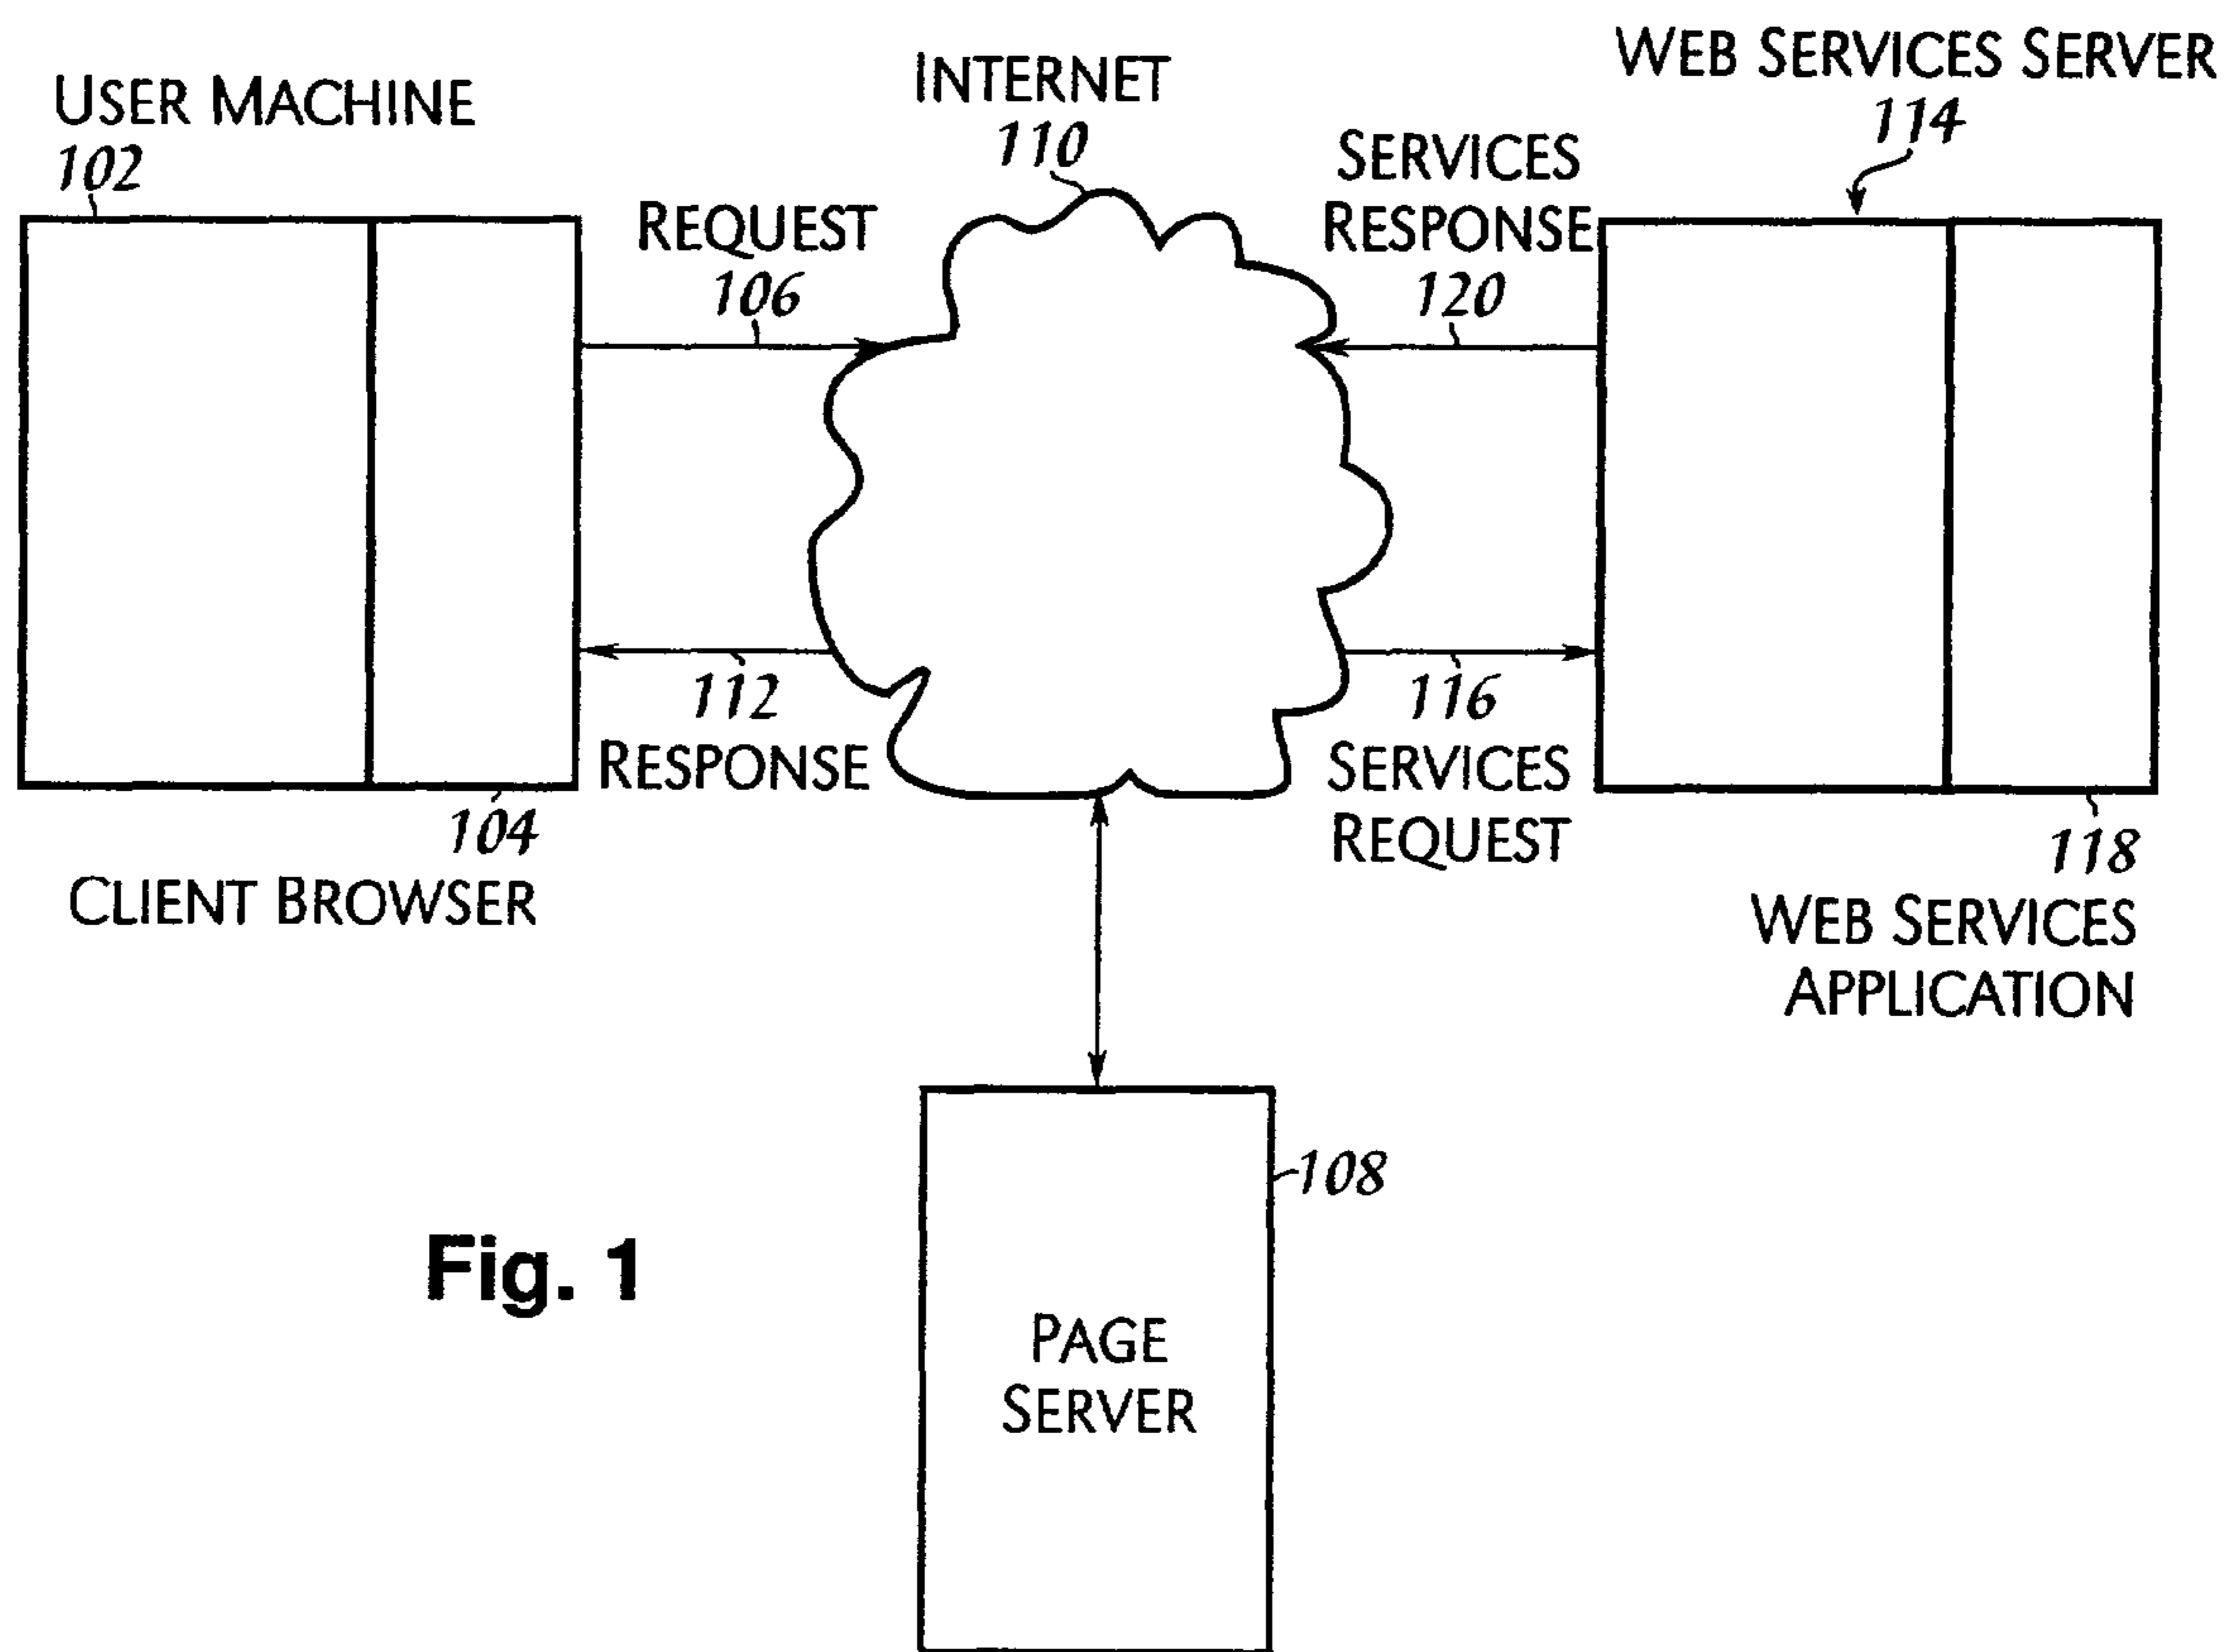 USER MACHINE
102
INTERNET
110
WEB SERVICES SERVER
114
REQUEST
106
SERVICES
RESPONSE
120
112
RESPONSE
116
SERVICES
REQUEST
104
CLIENT BROWSER
118
WEB SERVICES
APPLICATION
108
PAGE
SERVER
Fig. 1